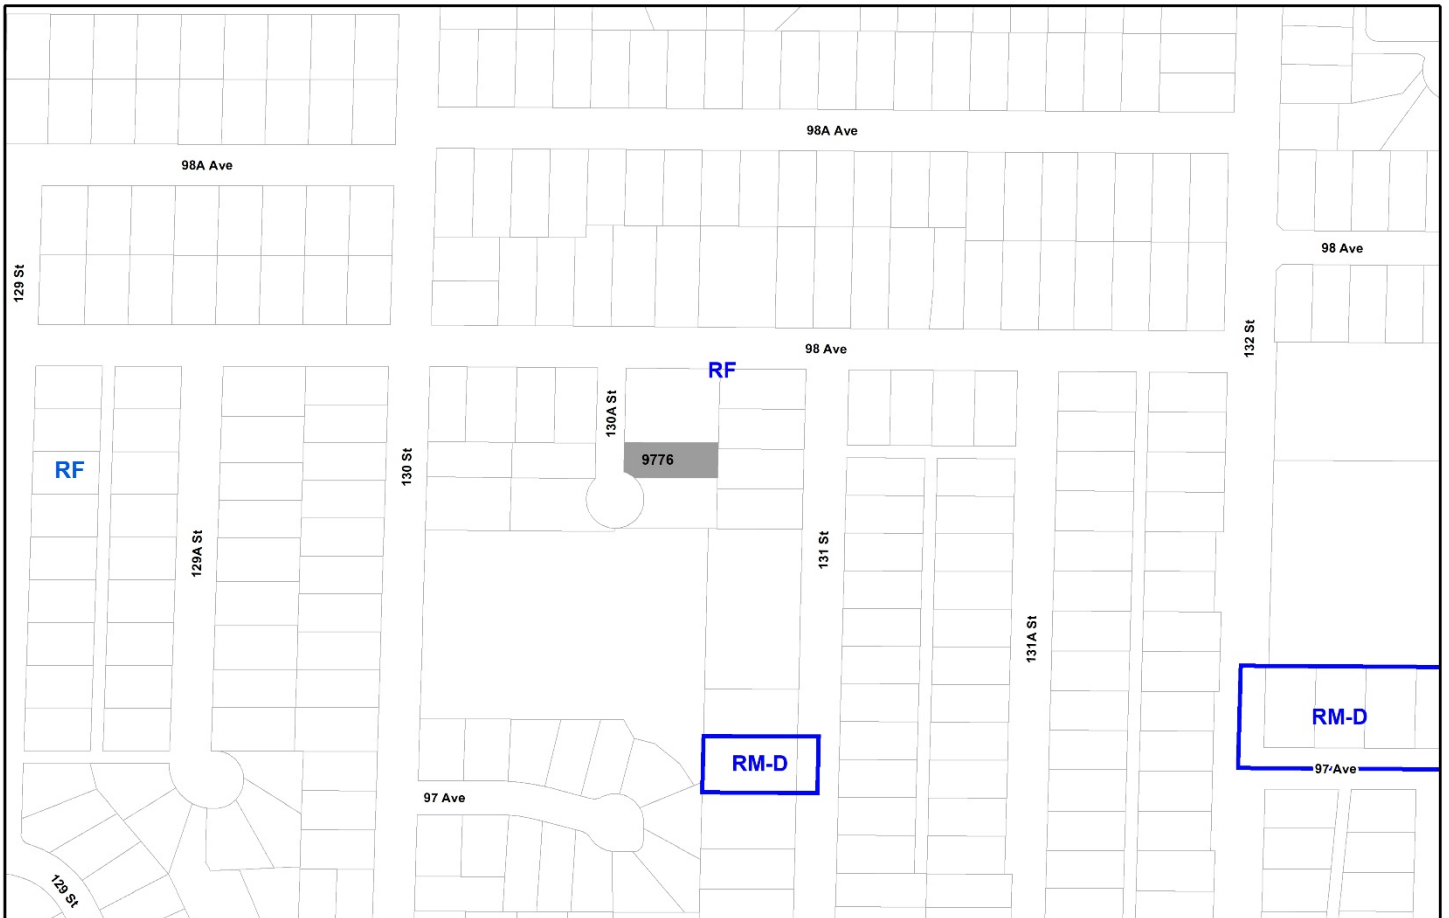 98A Ave
98A Ave
98 Ave
129 St
132 St
98 Ave
RF
130A St
9776
RF
130 St
129A St
131 St
131A St
RM-D
RM-D
97 Ave
97 Ave
129 St